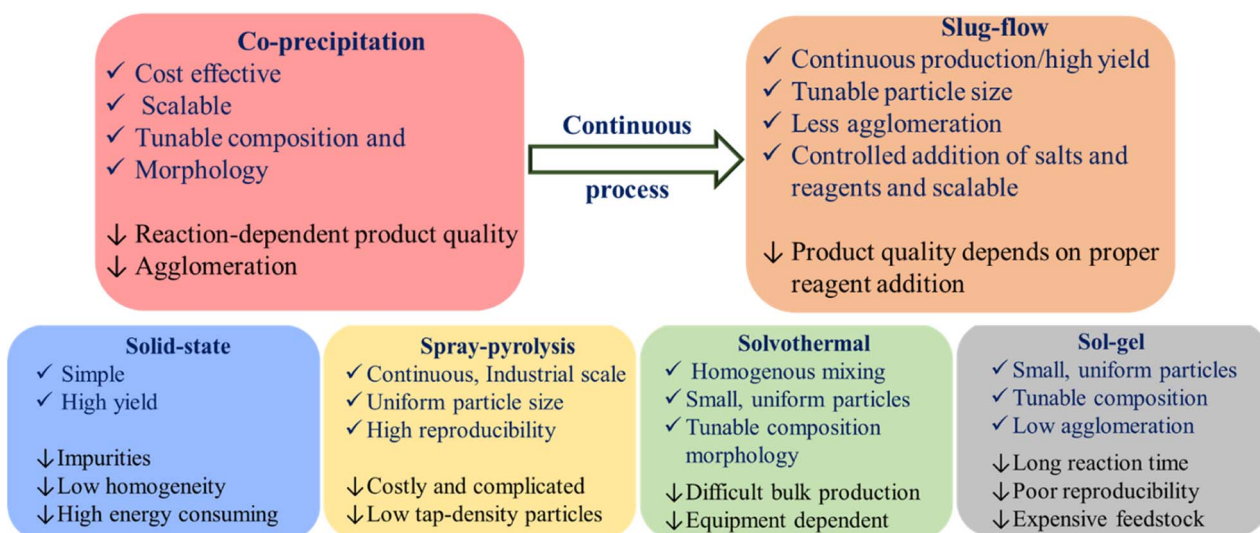 Co-precipitation
✓ Cost effective
✓ Scalable
✓ Tunable composition and
✓ Morphology
↓ Reaction-dependent product quality
↓ Agglomeration
Continuous
process
Slug-flow
✓ Continuous production/high yield
✓ Tunable particle size
✓ Less agglomeration
✓ Controlled addition of salts and
reagents and scalable
↓ Product quality depends on proper
reagent addition
Solid-state
✓ Simple
✓ High yield
↓Impurities
↓Low homogeneity
↓High energy consuming
Spray-pyrolysis
✓ Continuous, Industrial scale
✓ Uniform particle size
✓ High reproducibility
↓Costly and complicated
↓Low tap-density particles
Solvothermal
✓ Homogenous mixing
✓ Small, uniform particles
✓ Tunable composition
morphology
↓Difficult bulk production
↓Equipment dependent
Sol-gel
✓ Small, uniform particles
✓ Tunable composition
✓ Low agglomeration
↓Long reaction time
↓Poor reproducibility
↓Expensive feedstock